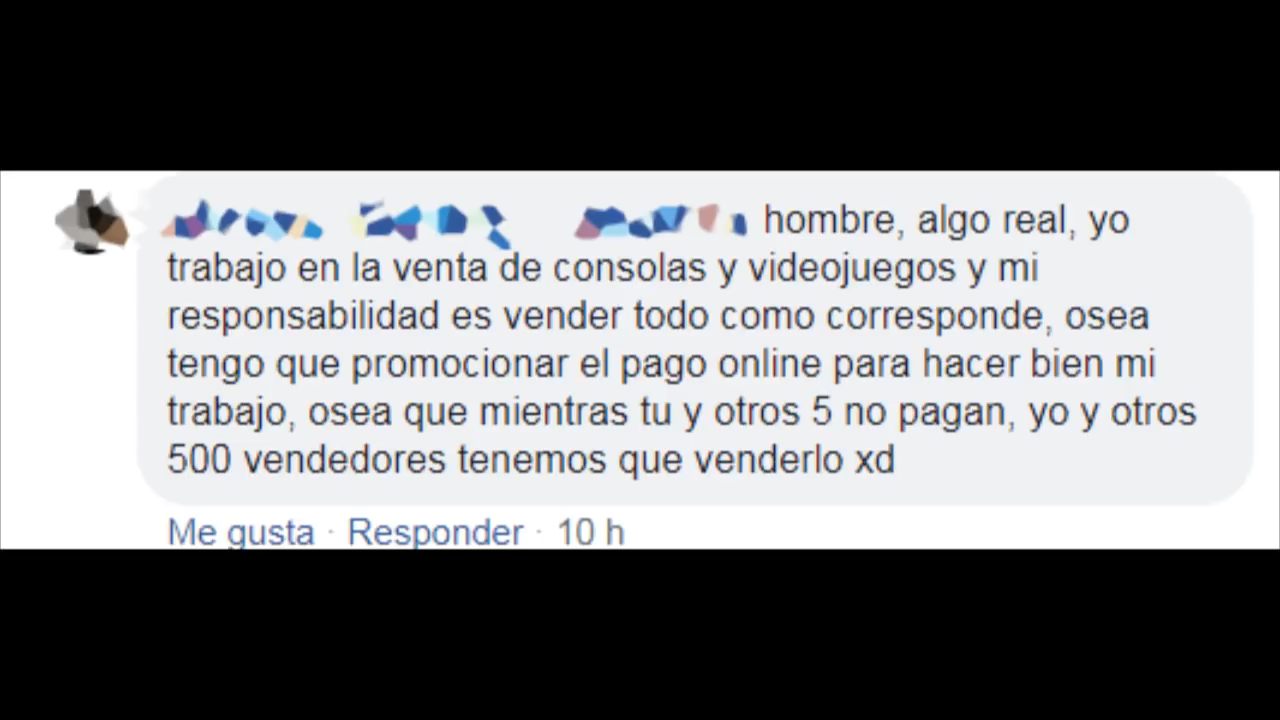 hombre, algo real, yo
trabajo en la venta de consolas y videojuegos y mi
responsabilidad es vender todo como corresponde, osea
tengo que promocionar el pago online para hacer bien mi
trabajo, osea que mientras tu y otros 5 no pagan, yo y otros
500 vendedores tenemos que venderlo xd
Me gusta · Responder · 10 h